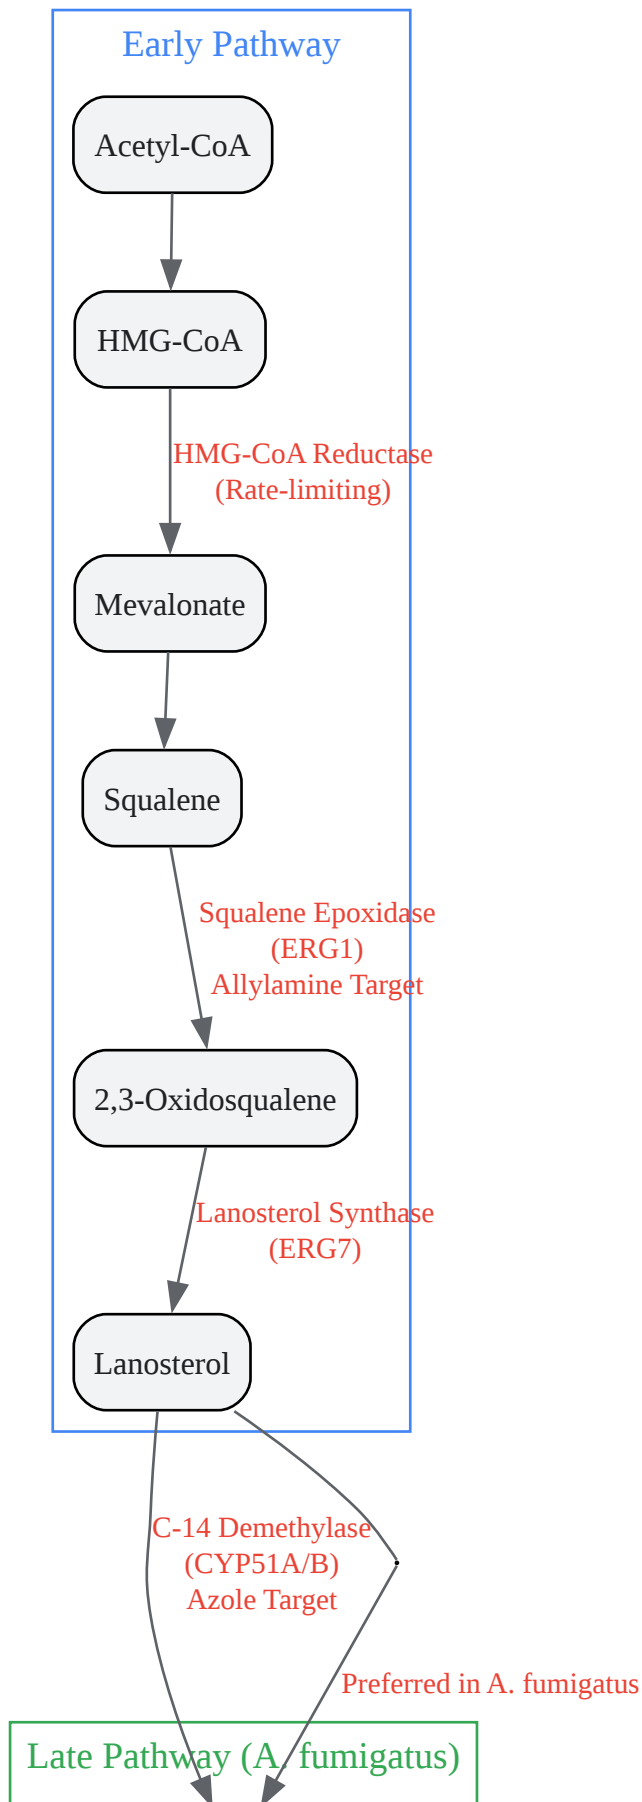 Early Pathway
Acetyl-CoA
HMG-CoA
HMG-CoA Reductase
(Rate-limiting)
Mevalonate
Squalene
Squalene Epoxidase
(ERG1)
Allylamine Target
2,3-Oxidosqualene
Lanosterol Synthase
(ERG7)
Lanosterol
C-14 Demethylase
(CYP51A/B)
Azole Target
Preferred in A. fumigatus
Late Pathway (A. fumigatus)